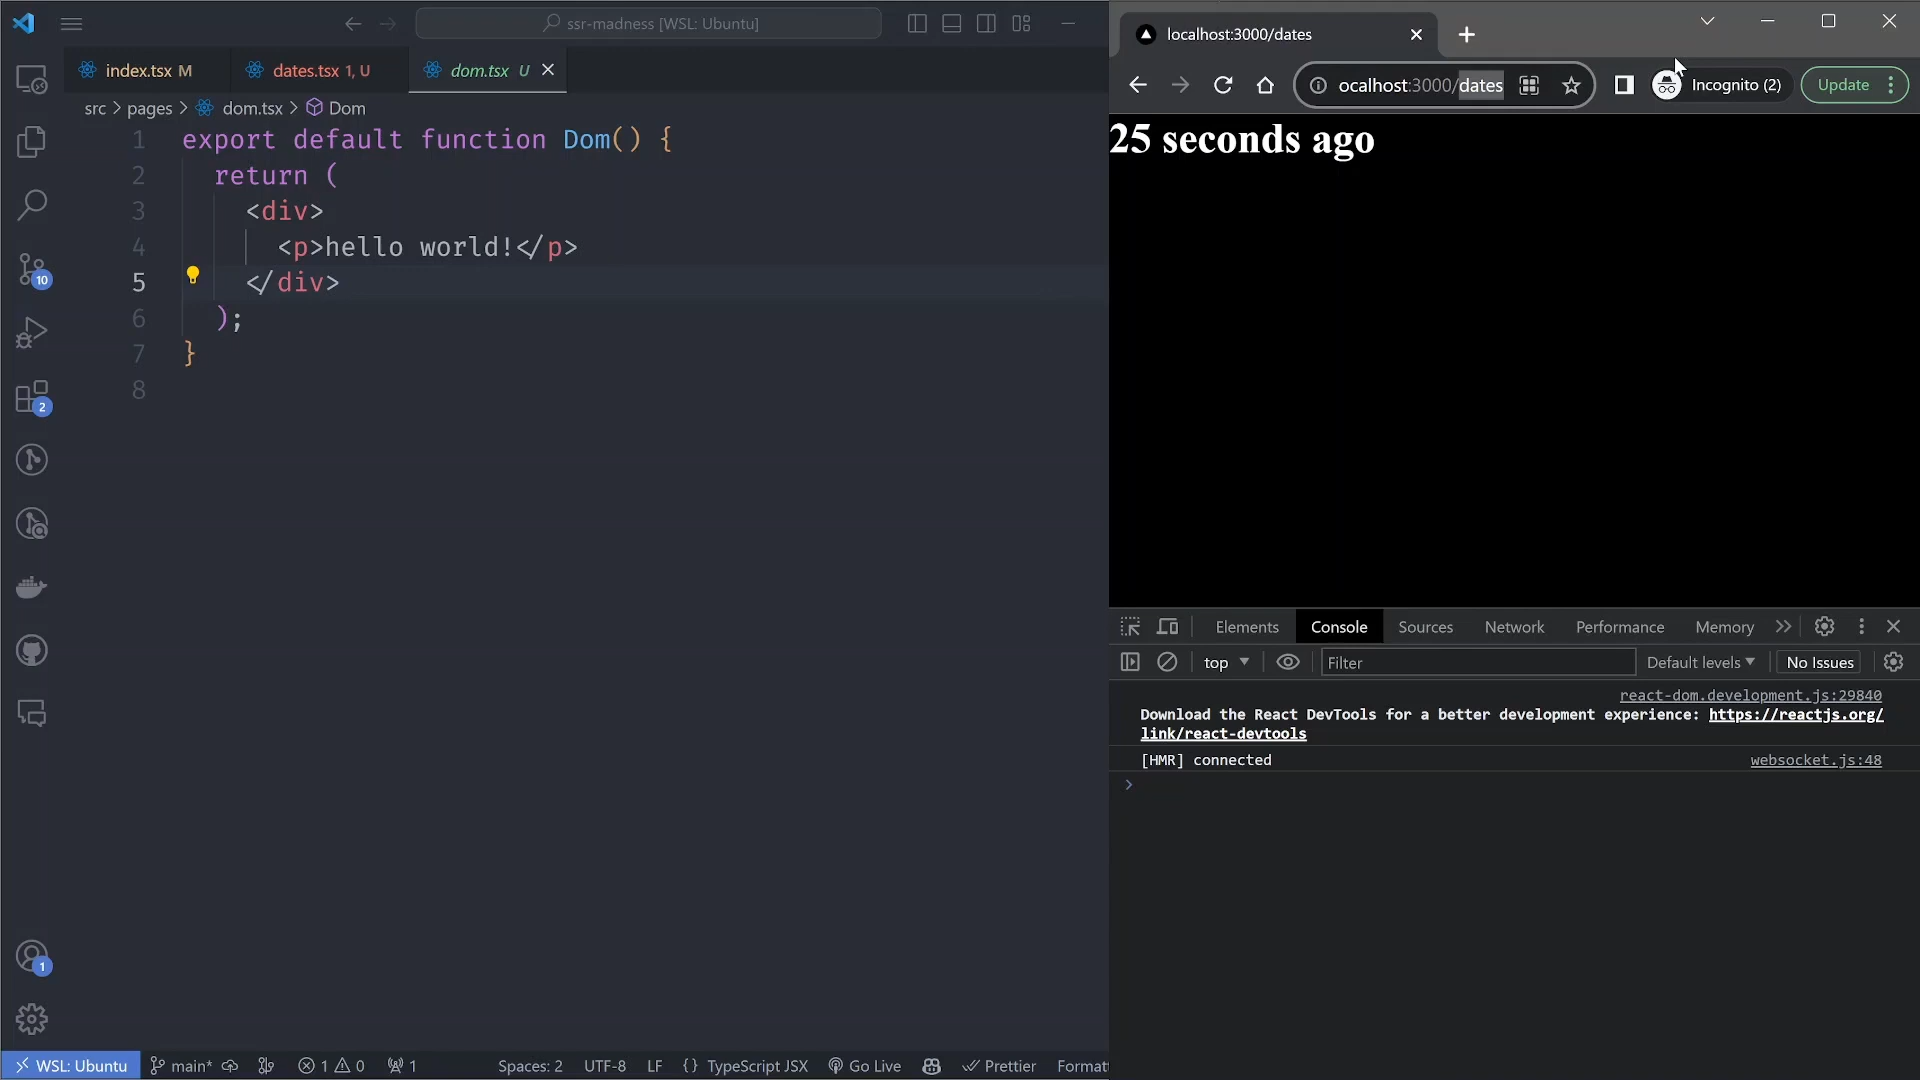 ssr-madness [WSL: Ubuntu]
index.tsx M
dates.tsx 1, U
dom.tsx U
src > pages > dom.tsx > Dom
1 export default function Dom() {
2 return (
3 <div>
4 <p>hello world!</p>
5 </div>
6 );
7 }
8
10
2
1
WSL: Ubuntu
main*
1
0
1
Spaces: 2
UTF-8
LF
{} TypeScript JSX
Go Live
Prettier
Formatt
localhost:3000/dates
ocalhost:3000/dates
Incognito (2)
Update
25 seconds ago
Elements
Console
Sources
Network
Performance
Memory
top
Filter
Default levels
No Issues
react-dom.development.js:29840
Download the React DevTools for a better development experience: https://reactjs.org/
link/react-devtools
[HMR] connected
websocket.js:48
>